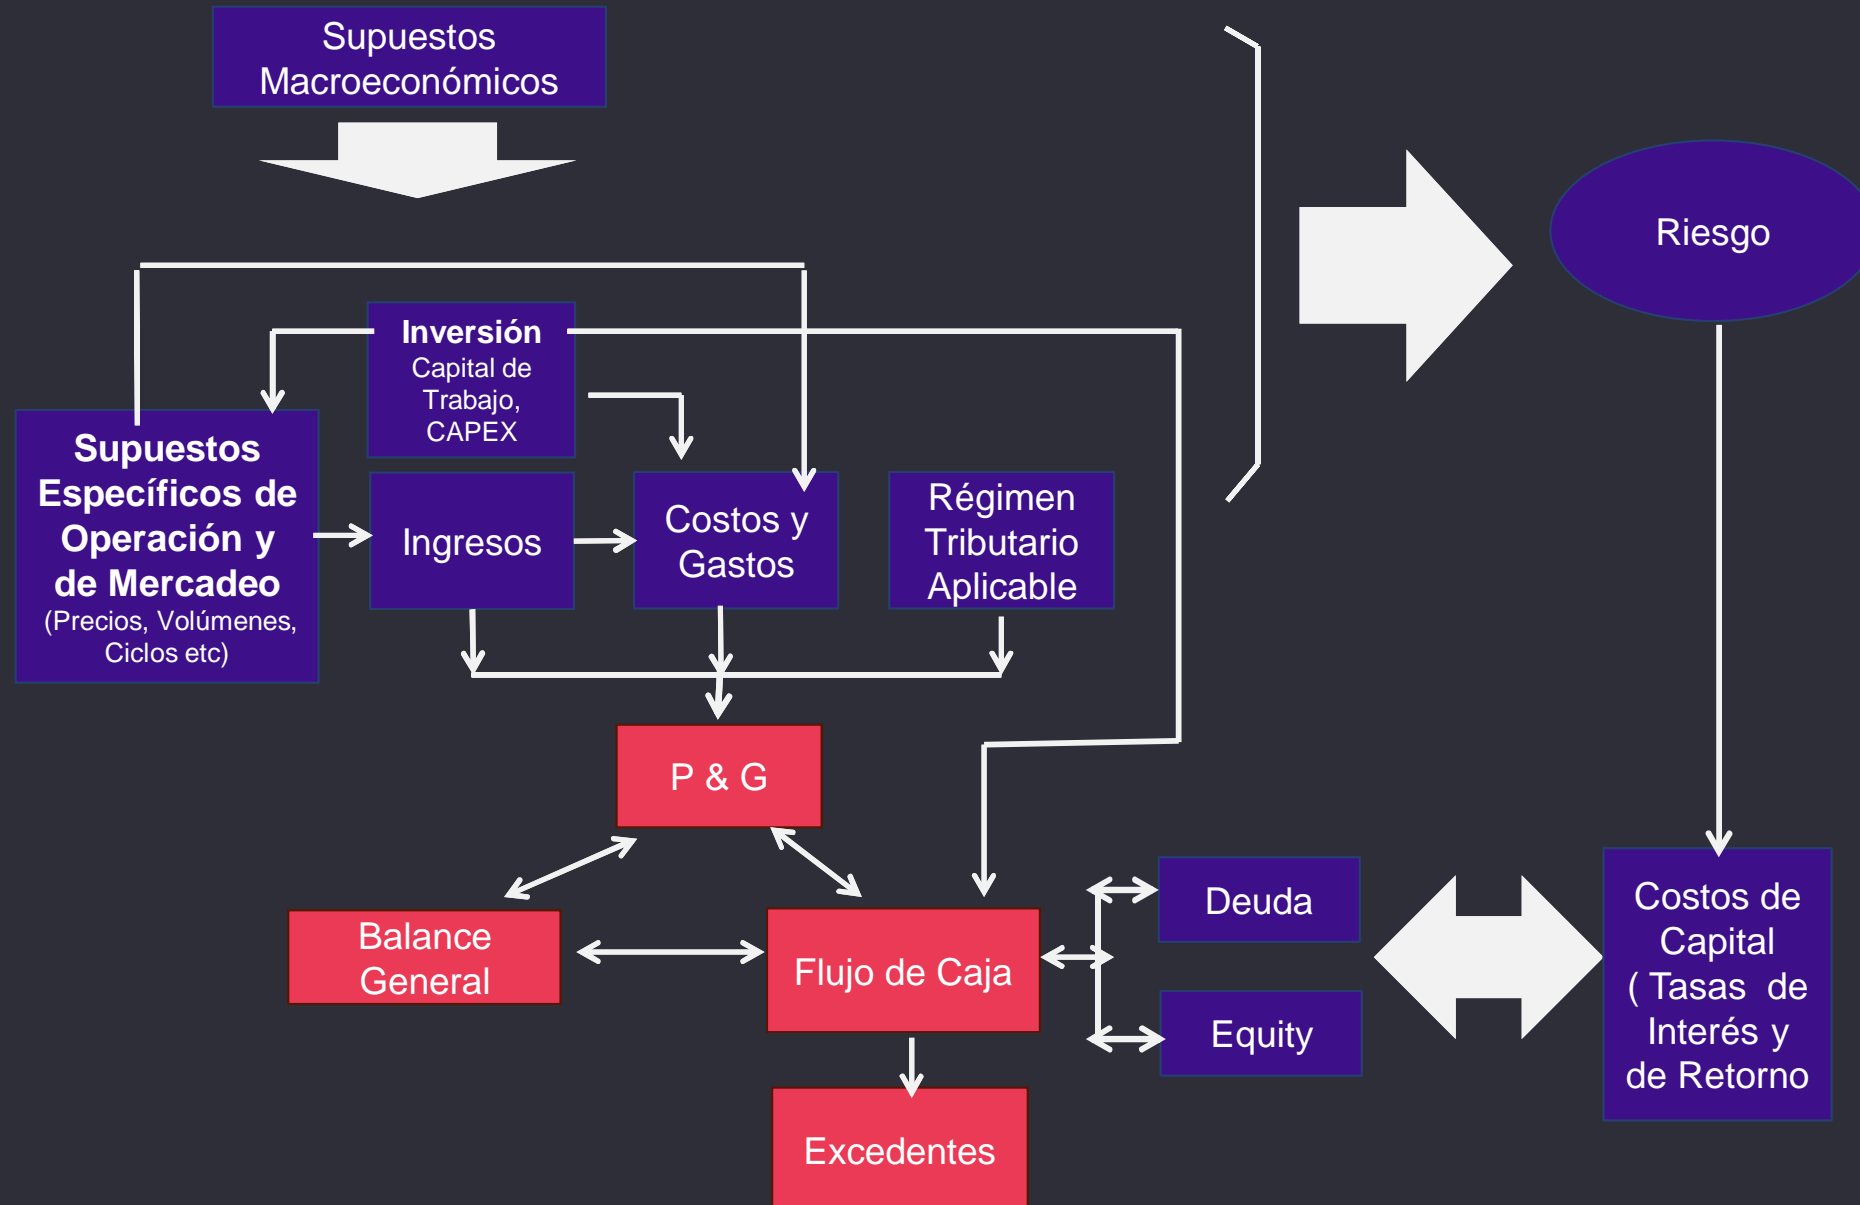 Supuestos
Macroeconómicos
Riesgo
Inversión
Capital de
Trabajo,
CAPEX
Supuestos
Específicos de
Operación y
de Mercadeo
(Precios, Volúmenes,
Ciclos etc)
Ingresos
Costos y
Gastos
Régimen
Tributario
Aplicable
P & G
Balance
General
Flujo de Caja
Deuda
Equity
Costos de
Capital
( Tasas de
Interés y
de Retorno
Excedentes